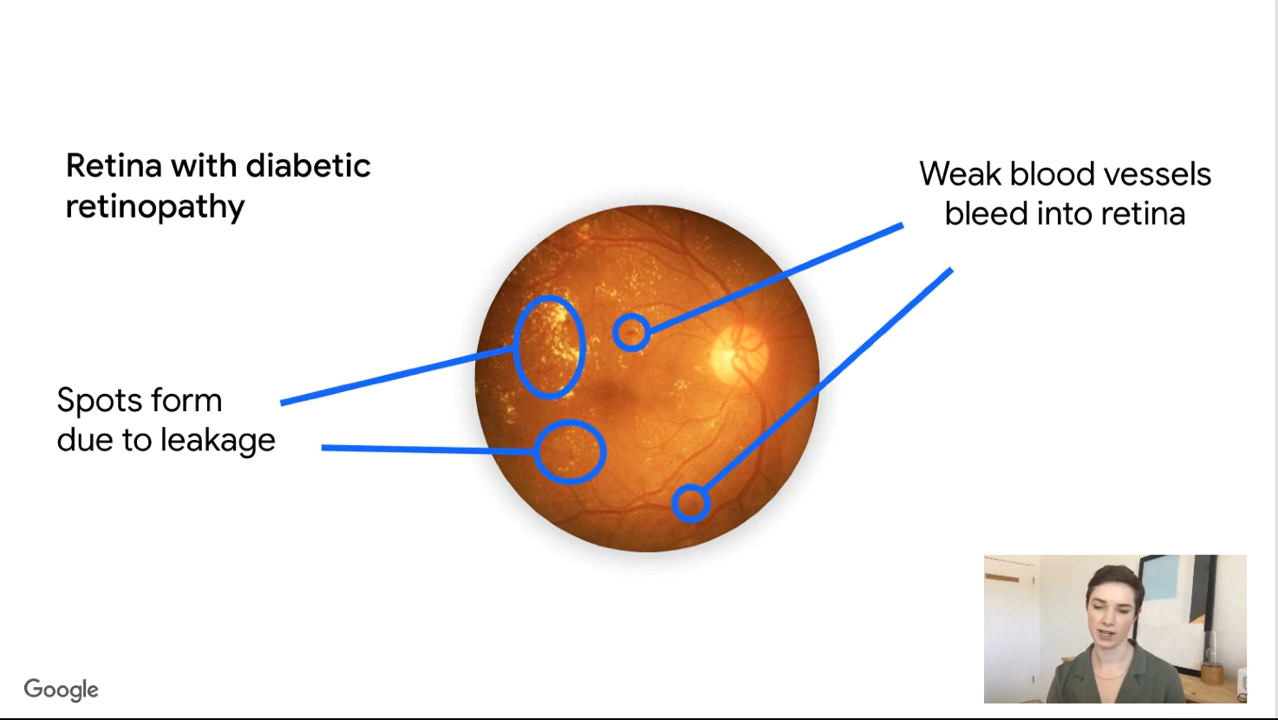 Retina with diabetic
retinopathy
Weak blood vessels
bleed into retina
Spots form
due to leakage
Google